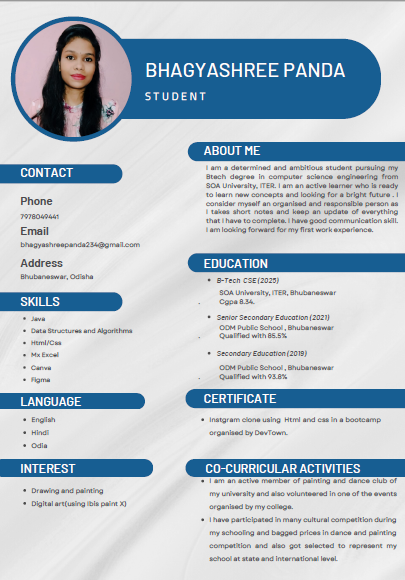 BHAGYASHREE PANDA
STUDENT
CONTACT
Phone
7978049441
Email
bhagyashreepanda234@gmail.com
Address
Bhubaneswar, Odisha
SKILLS
Java
Data Structures and Algorithms
Html/Css
Mx Excel
Canva
Figma
LANGUAGE
English
Hindi
Odia
INTEREST
Drawing and painting
Digital art(using Ibis paint X)
ABOUT ME
I am a determined and ambitious student pursuing my
Btech degree in computer science engineering from
SOA University, ITER. I am an active learner who is ready
to learn new concepts and looking for a bright future . I
consider myself an organised and responsible person as
I takes short notes and keep an update of everything
that I have to complete. I have good communication skill.
I am looking forward for my first work experience.
EDUCATION
B-Tech CSE(2025)
SOA University, ITER, Bhubaneswar
Cgpa 8.34.
Senior Secondary Education (2021)
ODM Public School , Bhubaneswar
Qualified with 85.5%
Secondary Education (2019)
ODM Public School , Bhubaneswar
Qualified with 93.8%
CERTIFICATE
Instgram clone using Html and css in a bootcamp
organised by DevTown.
CO-CURRICULAR ACTIVITIES
I am an active member of painting and dance club of
my university and also volunteered in one of the events
organised by my college.
I have participated in many cultural competition during
my schooling and bagged prices in dance and painting
competition and also got selected to represent my
school at state and international level.